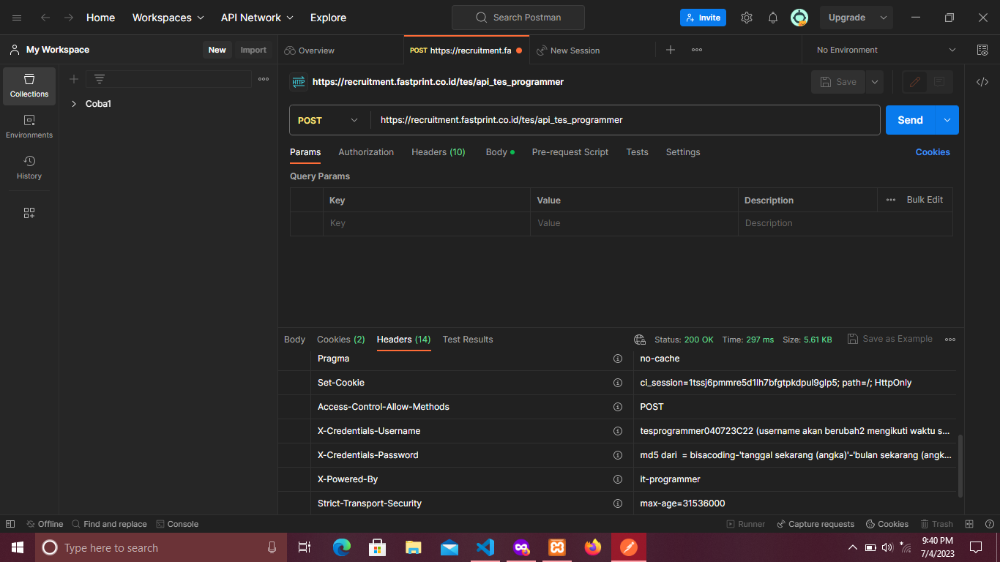 Home Workspaces API Network Explore Search Postman Invite Upgrade
My Workspace New Import Overview POST https://recruitment.fa New Session No Environment
Collections
Environments
History
Coba1
HTTP https://recruitment.fastprint.co.id/tes/api_tes_programmer Save
POST https://recruitment.fastprint.co.id/tes/api_tes_programmer Send
Params Authorization Headers (10) Body Pre-request Script Tests Settings Cookies
Query Params
Key Value Description Bulk Edit
Key Value Description
Body Cookies (2) Headers (14) Test Results Status: 200 OK Time: 297 ms Size: 5.61 KB Save as Example
Pragma no-cache
Set-Cookie ci_session=1tssj6pmmre5d1lh7bfgtpkdpul9glp5; path=/; HttpOnly
Access-Control-Allow-Methods POST
X-Credentials-Username tesprogrammer040723C22 (username akan berubah2 mengikuti waktu s...
X-Credentials-Password md5 dari = bisacoding-'tanggal sekarang (angka)'-'bulan sekarang (angk...
X-Powered-By it-programmer
Strict-Transport-Security max-age=31536000
Offline Find and replace Console Runner Capture requests Cookies Trash
Type here to search 9:40 PM
7/4/2023